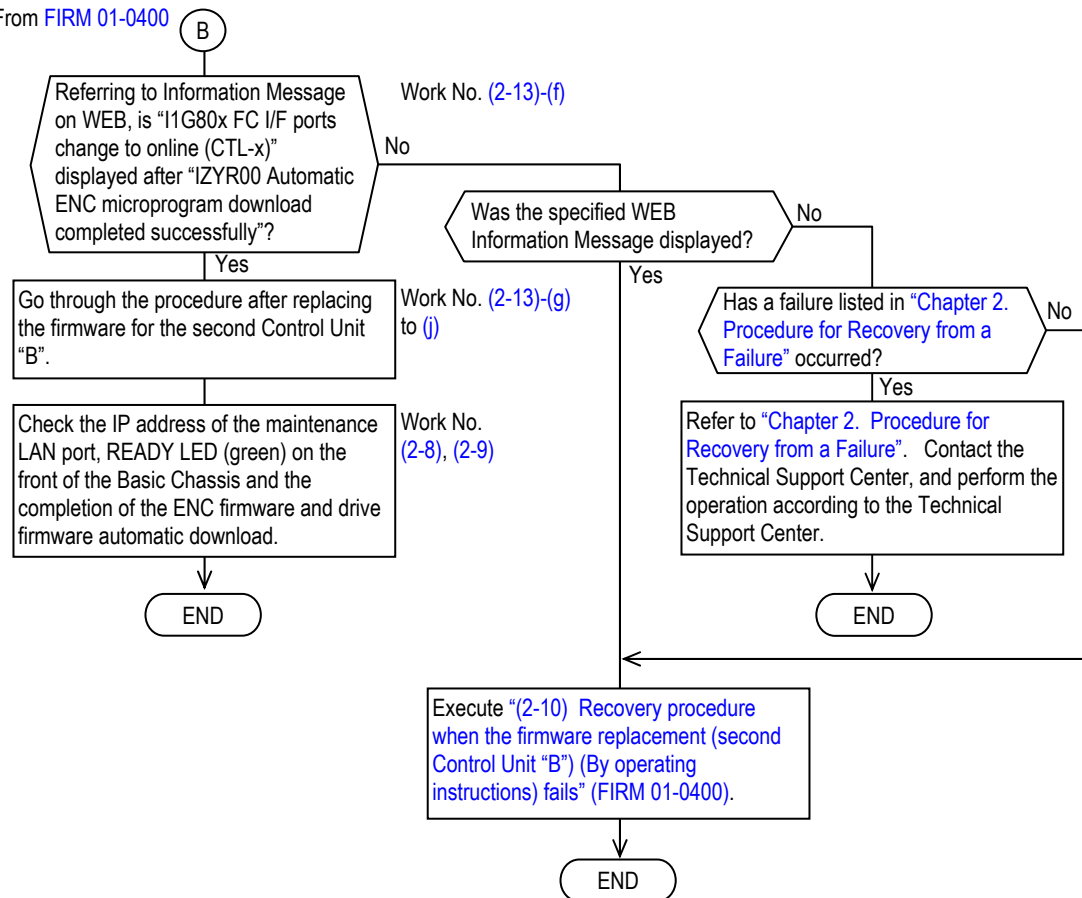 From FIRM 01-0400
B
Referring to Information Message
on WEB, is “I1G80x FC I/F ports
change to online (CTL-x)”
displayed after “IZYR00 Automatic
ENC microprogram download
completed successfully”?
Work No. (2-13)-(f)
No
Yes
Was the specified WEB
Information Message displayed?
No
Yes
Go through the procedure after replacing
the firmware for the second Control Unit
“B”.
Work No. (2-13)-(g)
to (j)
Has a failure listed in “Chapter 2.
Procedure for Recovery from a
Failure” occurred?
No
Yes
Check the IP address of the maintenance
LAN port, READY LED (green) on the
front of the Basic Chassis and the
completion of the ENC firmware and drive
firmware automatic download.
Work No.
(2-8), (2-9)
Refer to “Chapter 2.  Procedure for
Recovery from a Failure”.   Contact the
Technical Support Center, and perform the
operation according to the Technical
Support Center.
END
END
Execute “(2-10)  Recovery procedure
when the firmware replacement (second
Control Unit “B”) (By operating
instructions) fails” (FIRM 01-0400).
END